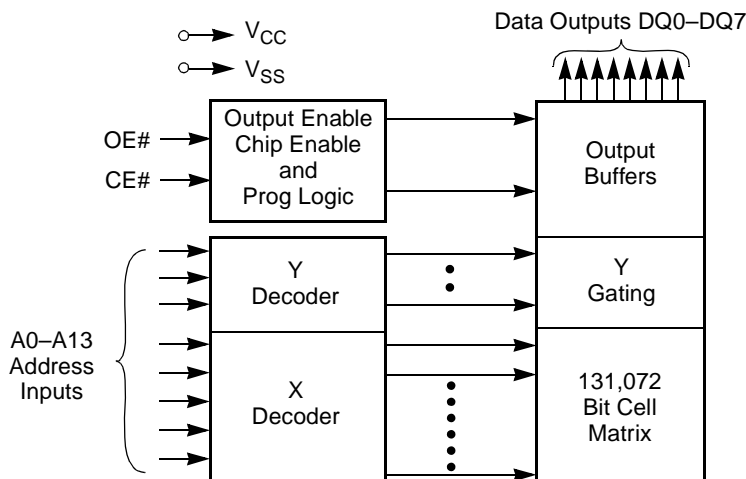 Data Outputs DQ0–DQ7
VCC
VSS
OE#
CE#
Output Enable
Chip Enable
and
Prog Logic
Output
Buffers
Y
Decoder
Y
Gating
A0–A13
Address
Inputs
X
Decoder
131,072
Bit Cell
Matrix